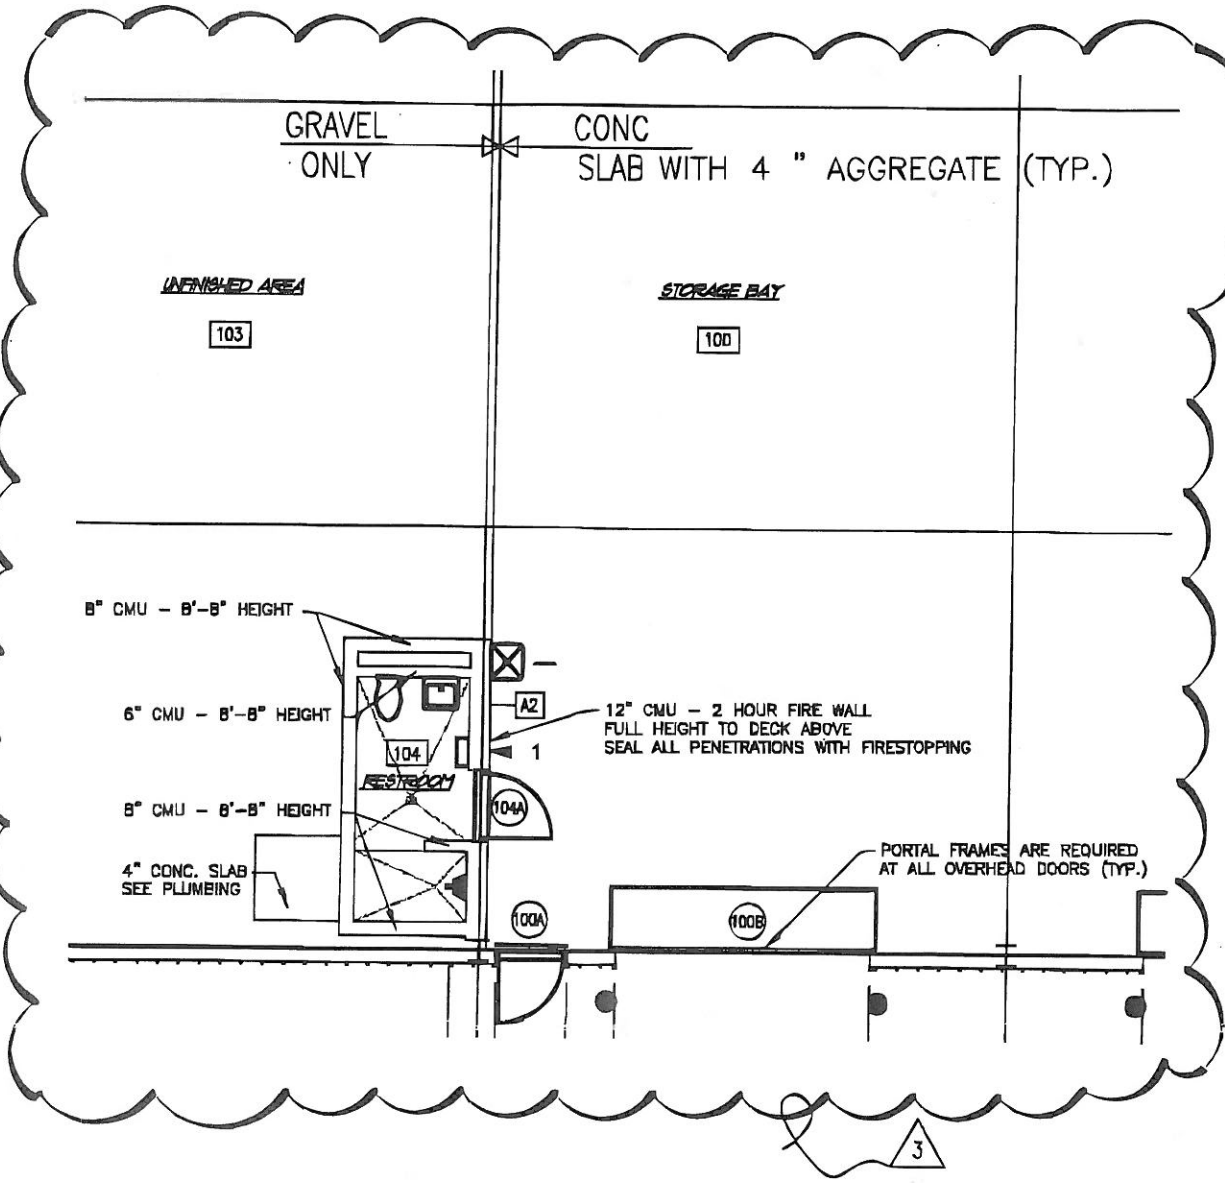 GRAVEL
ONLY
CONC
SLAB WITH 4 " AGGREGATE (TYP.)
UNFINISHED AREA
103
STORAGE BAY
100
8" CMU - 8'-8" HEIGHT
6" CMU - 8'-8" HEIGHT
A2
12" CMU - 2 HOUR FIRE WALL
FULL HEIGHT TO DECK ABOVE
SEAL ALL PENETRATIONS WITH FIRESTOPPING
1
104
RESTROOM
104A
8" CMU - 8'-8" HEIGHT
4" CONC. SLAB
SEE PLUMBING
PORTAL FRAMES ARE REQUIRED
AT ALL OVERHEAD DOORS (TYP.)
100A
100B
3